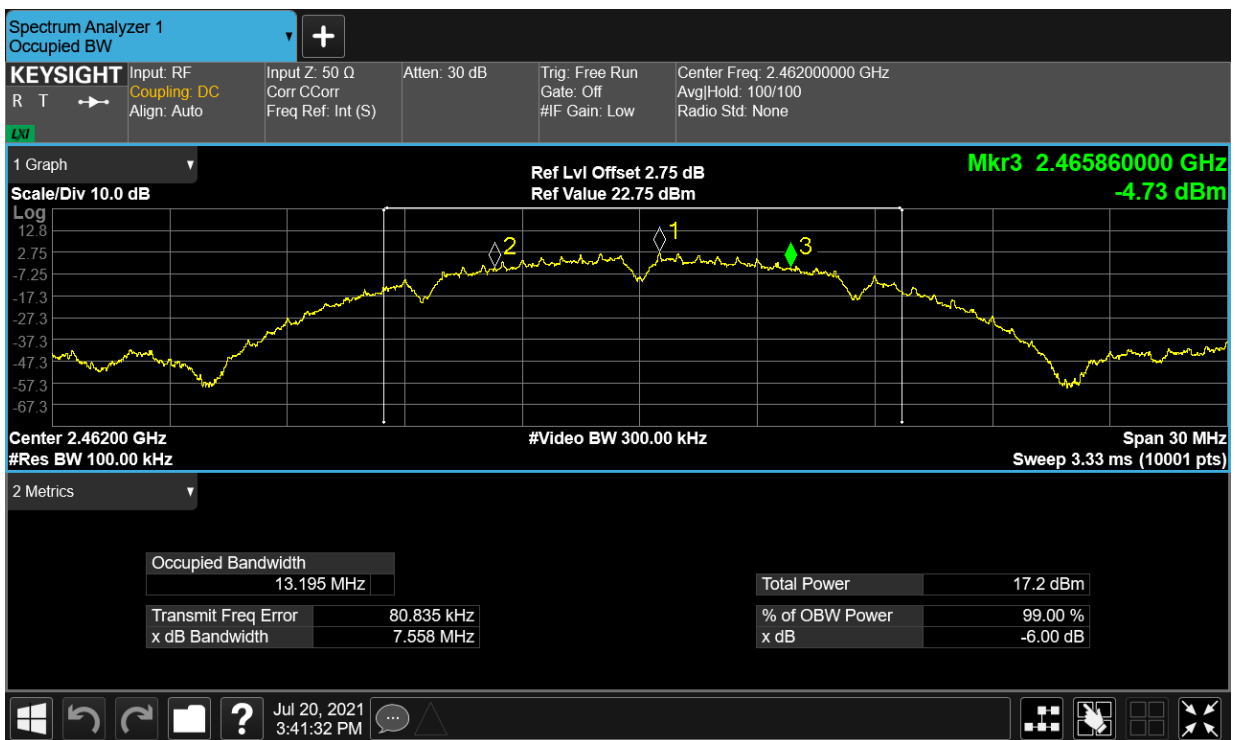 Spectrum Analyzer 1
Occupied BW
KEYSIGHT
R T
LXI
Input: RF
Coupling: DC
Align: Auto
Input Z: 50 Ω
Corr CCorr
Freq Ref: Int (S)
Atten: 30 dB
Trig: Free Run
Gate: Off
#IF Gain: Low
Center Freq: 2.462000000 GHz
Avg|Hold: 100/100
Radio Std: None
1 Graph
Scale/Div 10.0 dB
Ref Lvl Offset 2.75 dB
Ref Value 22.75 dBm
Mkr3 2.465860000 GHz
-4.73 dBm
Log
12.8
2.75
-7.25
-17.3
-27.3
-37.3
-47.3
-57.3
-67.3
2
1
3
Center 2.46200 GHz
#Video BW 300.00 kHz
Span 30 MHz
#Res BW 100.00 kHz
Sweep 3.33 ms (10001 pts)
2 Metrics
Occupied Bandwidth
13.195 MHz
Total Power 17.2 dBm
Transmit Freq Error 80.835 kHz
% of OBW Power 99.00 %
x dB Bandwidth 7.558 MHz
x dB -6.00 dB
?
Jul 20, 2021
3:41:32 PM